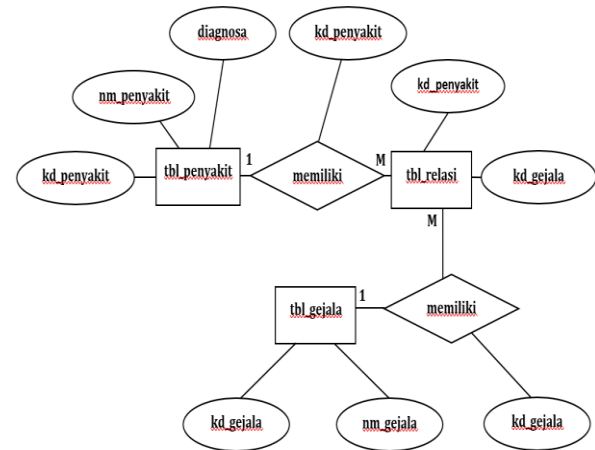 diagnosa
kd_penyakit
kd_penyakit
nm_penyakit
1
M
kd_penyakit
tbl_penyakit
memiliki
tbl_relasi
kd_gejala
M
1
tbl_gejala
memiliki
kd_gejala
nm_gejala
kd_gejala